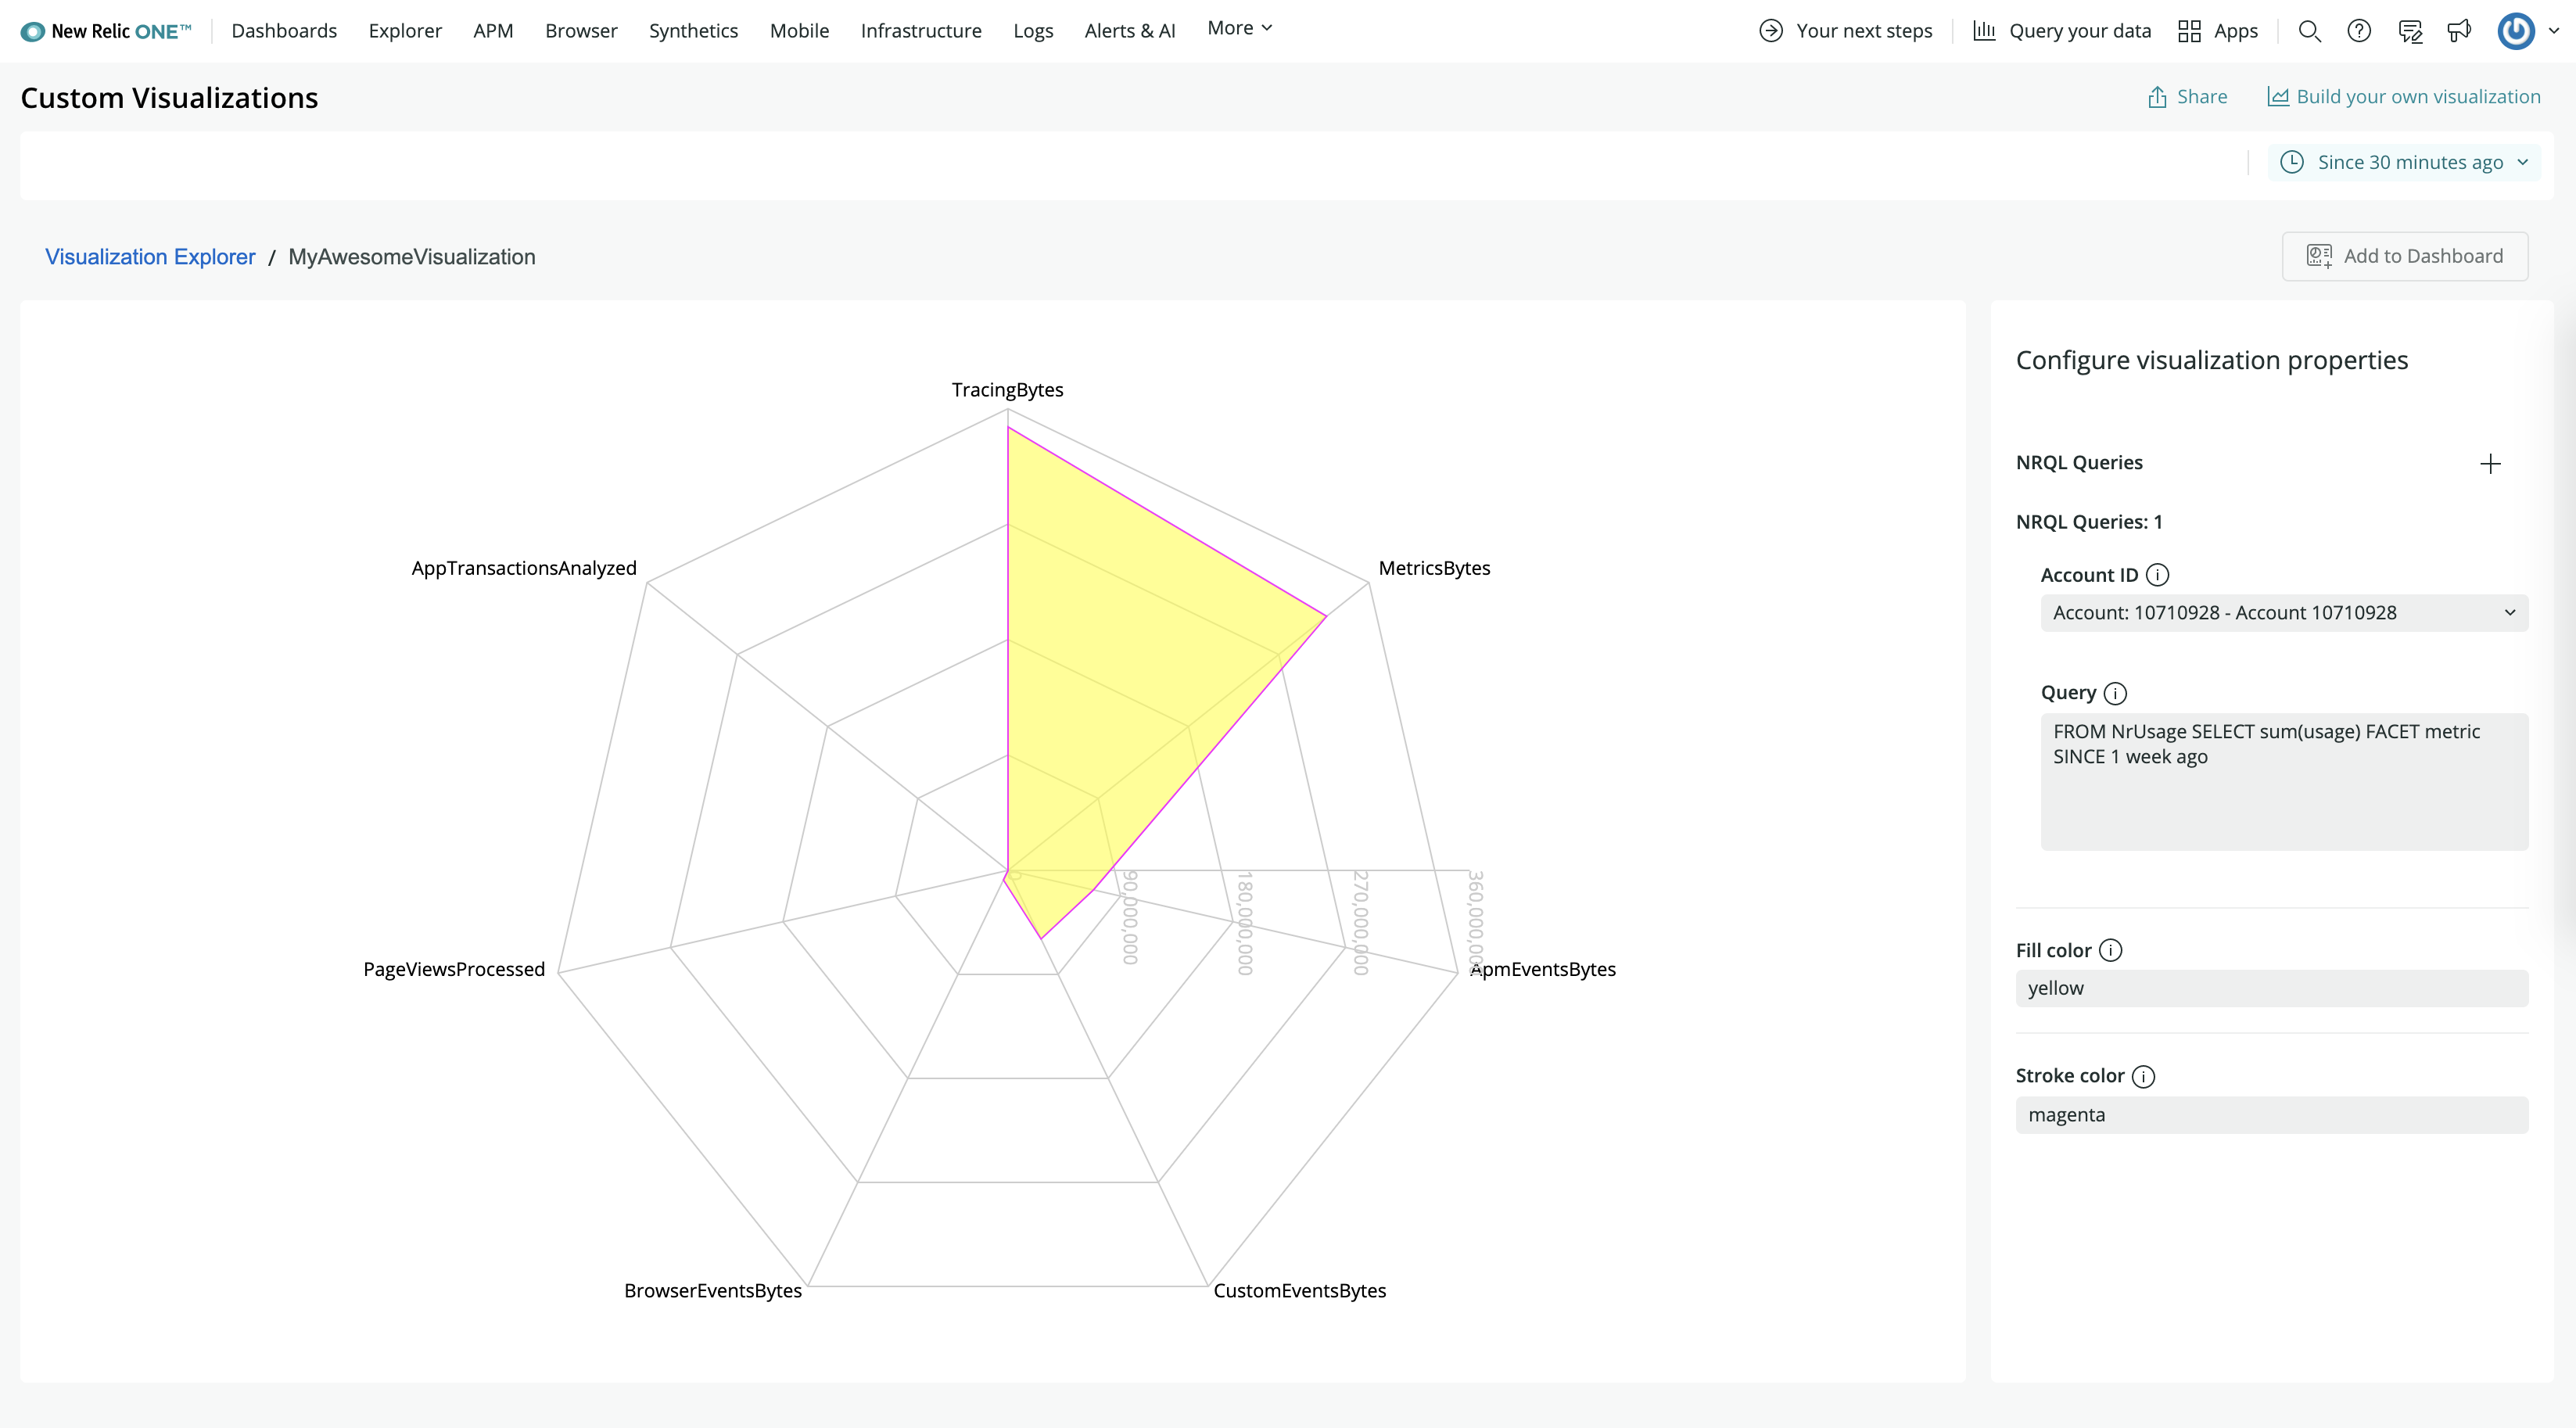 New Relic ONE™ Dashboards Explorer APM Browser Synthetics Mobile Infrastructure Logs Alerts & AI More Your next steps Query your data Apps
Custom Visualizations
Share
Build your own visualization
Since 30 minutes ago
Visualization Explorer / MyAwesomeVisualization
Add to Dashboard
TracingBytes
MetricsBytes
ApmEventsBytes
CustomEventsBytes
BrowserEventsBytes
PageViewsProcessed
AppTransactionsAnalyzed
0
90,000,000
180,000,000
270,000,000
360,000,000
Configure visualization properties
NRQL Queries
NRQL Queries: 1
Account ID
Account: 10710928 - Account 10710928
Query
FROM NrUsage SELECT sum(usage) FACET metric
SINCE 1 week ago
Fill color
yellow
Stroke color
magenta